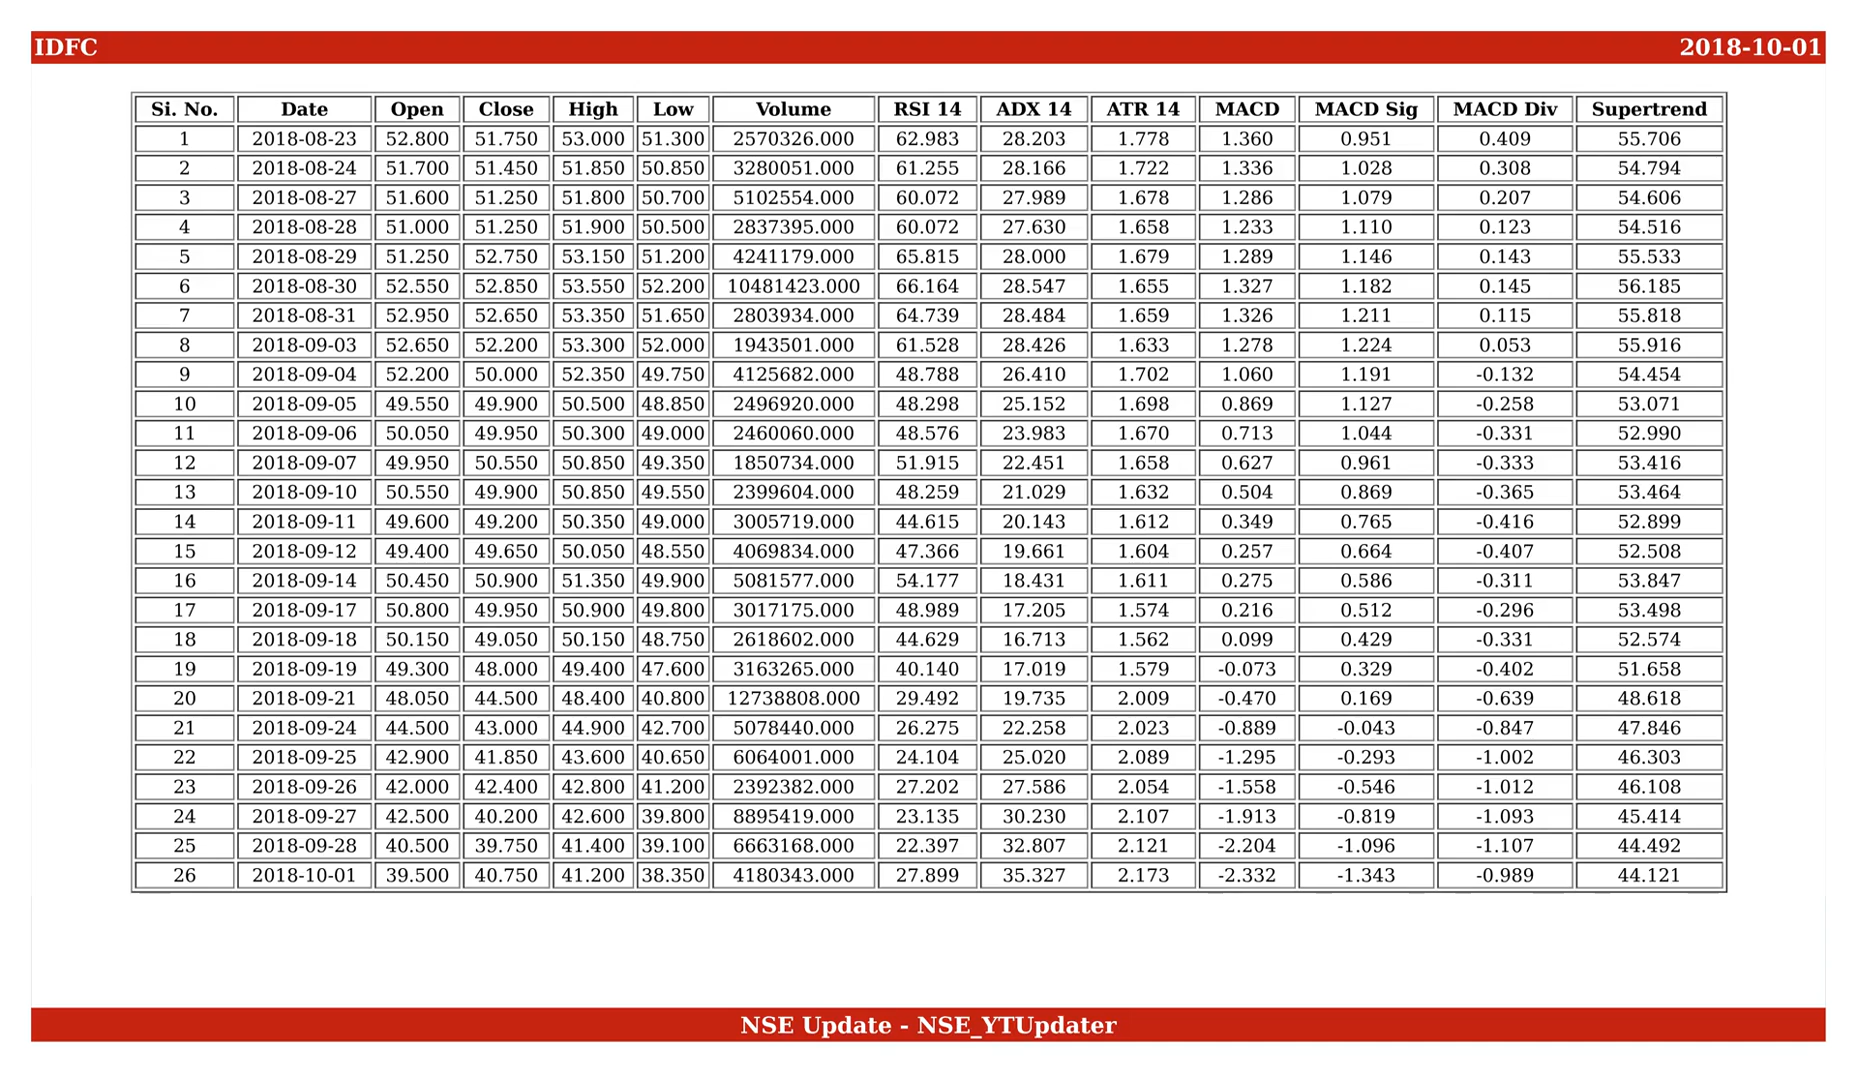 IDFC 2018-10-01
Si. No. Date Open Close High Low Volume RSI 14 ADX 14 ATR 14 MACD MACD Sig MACD Div Supertrend
1 2018-08-23 52.800 51.750 53.000 51.300 2570326.000 62.983 28.203 1.778 1.360 0.951 0.409 55.706
2 2018-08-24 51.700 51.450 51.850 50.850 3280051.000 61.255 28.166 1.722 1.336 1.028 0.308 54.794
3 2018-08-27 51.600 51.250 51.800 50.700 5102554.000 60.072 27.989 1.678 1.286 1.079 0.207 54.606
4 2018-08-28 51.000 51.250 51.900 50.500 2837395.000 60.072 27.630 1.658 1.233 1.110 0.123 54.516
5 2018-08-29 51.250 52.750 53.150 51.200 4241179.000 65.815 28.000 1.679 1.289 1.146 0.143 55.533
6 2018-08-30 52.550 52.850 53.550 52.200 10481423.000 66.164 28.547 1.655 1.327 1.182 0.145 56.185
7 2018-08-31 52.950 52.650 53.350 51.650 2803934.000 64.739 28.484 1.659 1.326 1.211 0.115 55.818
8 2018-09-03 52.650 52.200 53.300 52.000 1943501.000 61.528 28.426 1.633 1.278 1.224 0.053 55.916
9 2018-09-04 52.200 50.000 52.350 49.750 4125682.000 48.788 26.410 1.702 1.060 1.191 -0.132 54.454
10 2018-09-05 49.550 49.900 50.500 48.850 2496920.000 48.298 25.152 1.698 0.869 1.127 -0.258 53.071
11 2018-09-06 50.050 49.950 50.300 49.000 2460060.000 48.576 23.983 1.670 0.713 1.044 -0.331 52.990
12 2018-09-07 49.950 50.550 50.850 49.350 1850734.000 51.915 22.451 1.658 0.627 0.961 -0.333 53.416
13 2018-09-10 50.550 49.900 50.850 49.550 2399604.000 48.259 21.029 1.632 0.504 0.869 -0.365 53.464
14 2018-09-11 49.600 49.200 50.350 49.000 3005719.000 44.615 20.143 1.612 0.349 0.765 -0.416 52.899
15 2018-09-12 49.400 49.650 50.050 48.550 4069834.000 47.366 19.661 1.604 0.257 0.664 -0.407 52.508
16 2018-09-14 50.450 50.900 51.350 49.900 5081577.000 54.177 18.431 1.611 0.275 0.586 -0.311 53.847
17 2018-09-17 50.800 49.950 50.900 49.800 3017175.000 48.989 17.205 1.574 0.216 0.512 -0.296 53.498
18 2018-09-18 50.150 49.050 50.150 48.750 2618602.000 44.629 16.713 1.562 0.099 0.429 -0.331 52.574
19 2018-09-19 49.300 48.000 49.400 47.600 3163265.000 40.140 17.019 1.579 -0.073 0.329 -0.402 51.658
20 2018-09-21 48.050 44.500 48.400 40.800 12738808.000 29.492 19.735 2.009 -0.470 0.169 -0.639 48.618
21 2018-09-24 44.500 43.000 44.900 42.700 5078440.000 26.275 22.258 2.023 -0.889 -0.043 -0.847 47.846
22 2018-09-25 42.900 41.850 43.600 40.650 6064001.000 24.104 25.020 2.089 -1.295 -0.293 -1.002 46.303
23 2018-09-26 42.000 42.400 42.800 41.200 2392382.000 27.202 27.586 2.054 -1.558 -0.546 -1.012 46.108
24 2018-09-27 42.500 40.200 42.600 39.800 8895419.000 23.135 30.230 2.107 -1.913 -0.819 -1.093 45.414
25 2018-09-28 40.500 39.750 41.400 39.100 6663168.000 22.397 32.807 2.121 -2.204 -1.096 -1.107 44.492
26 2018-10-01 39.500 40.750 41.200 38.350 4180343.000 27.899 35.327 2.173 -2.332 -1.343 -0.989 44.121
NSE Update - NSE_YTUpdater